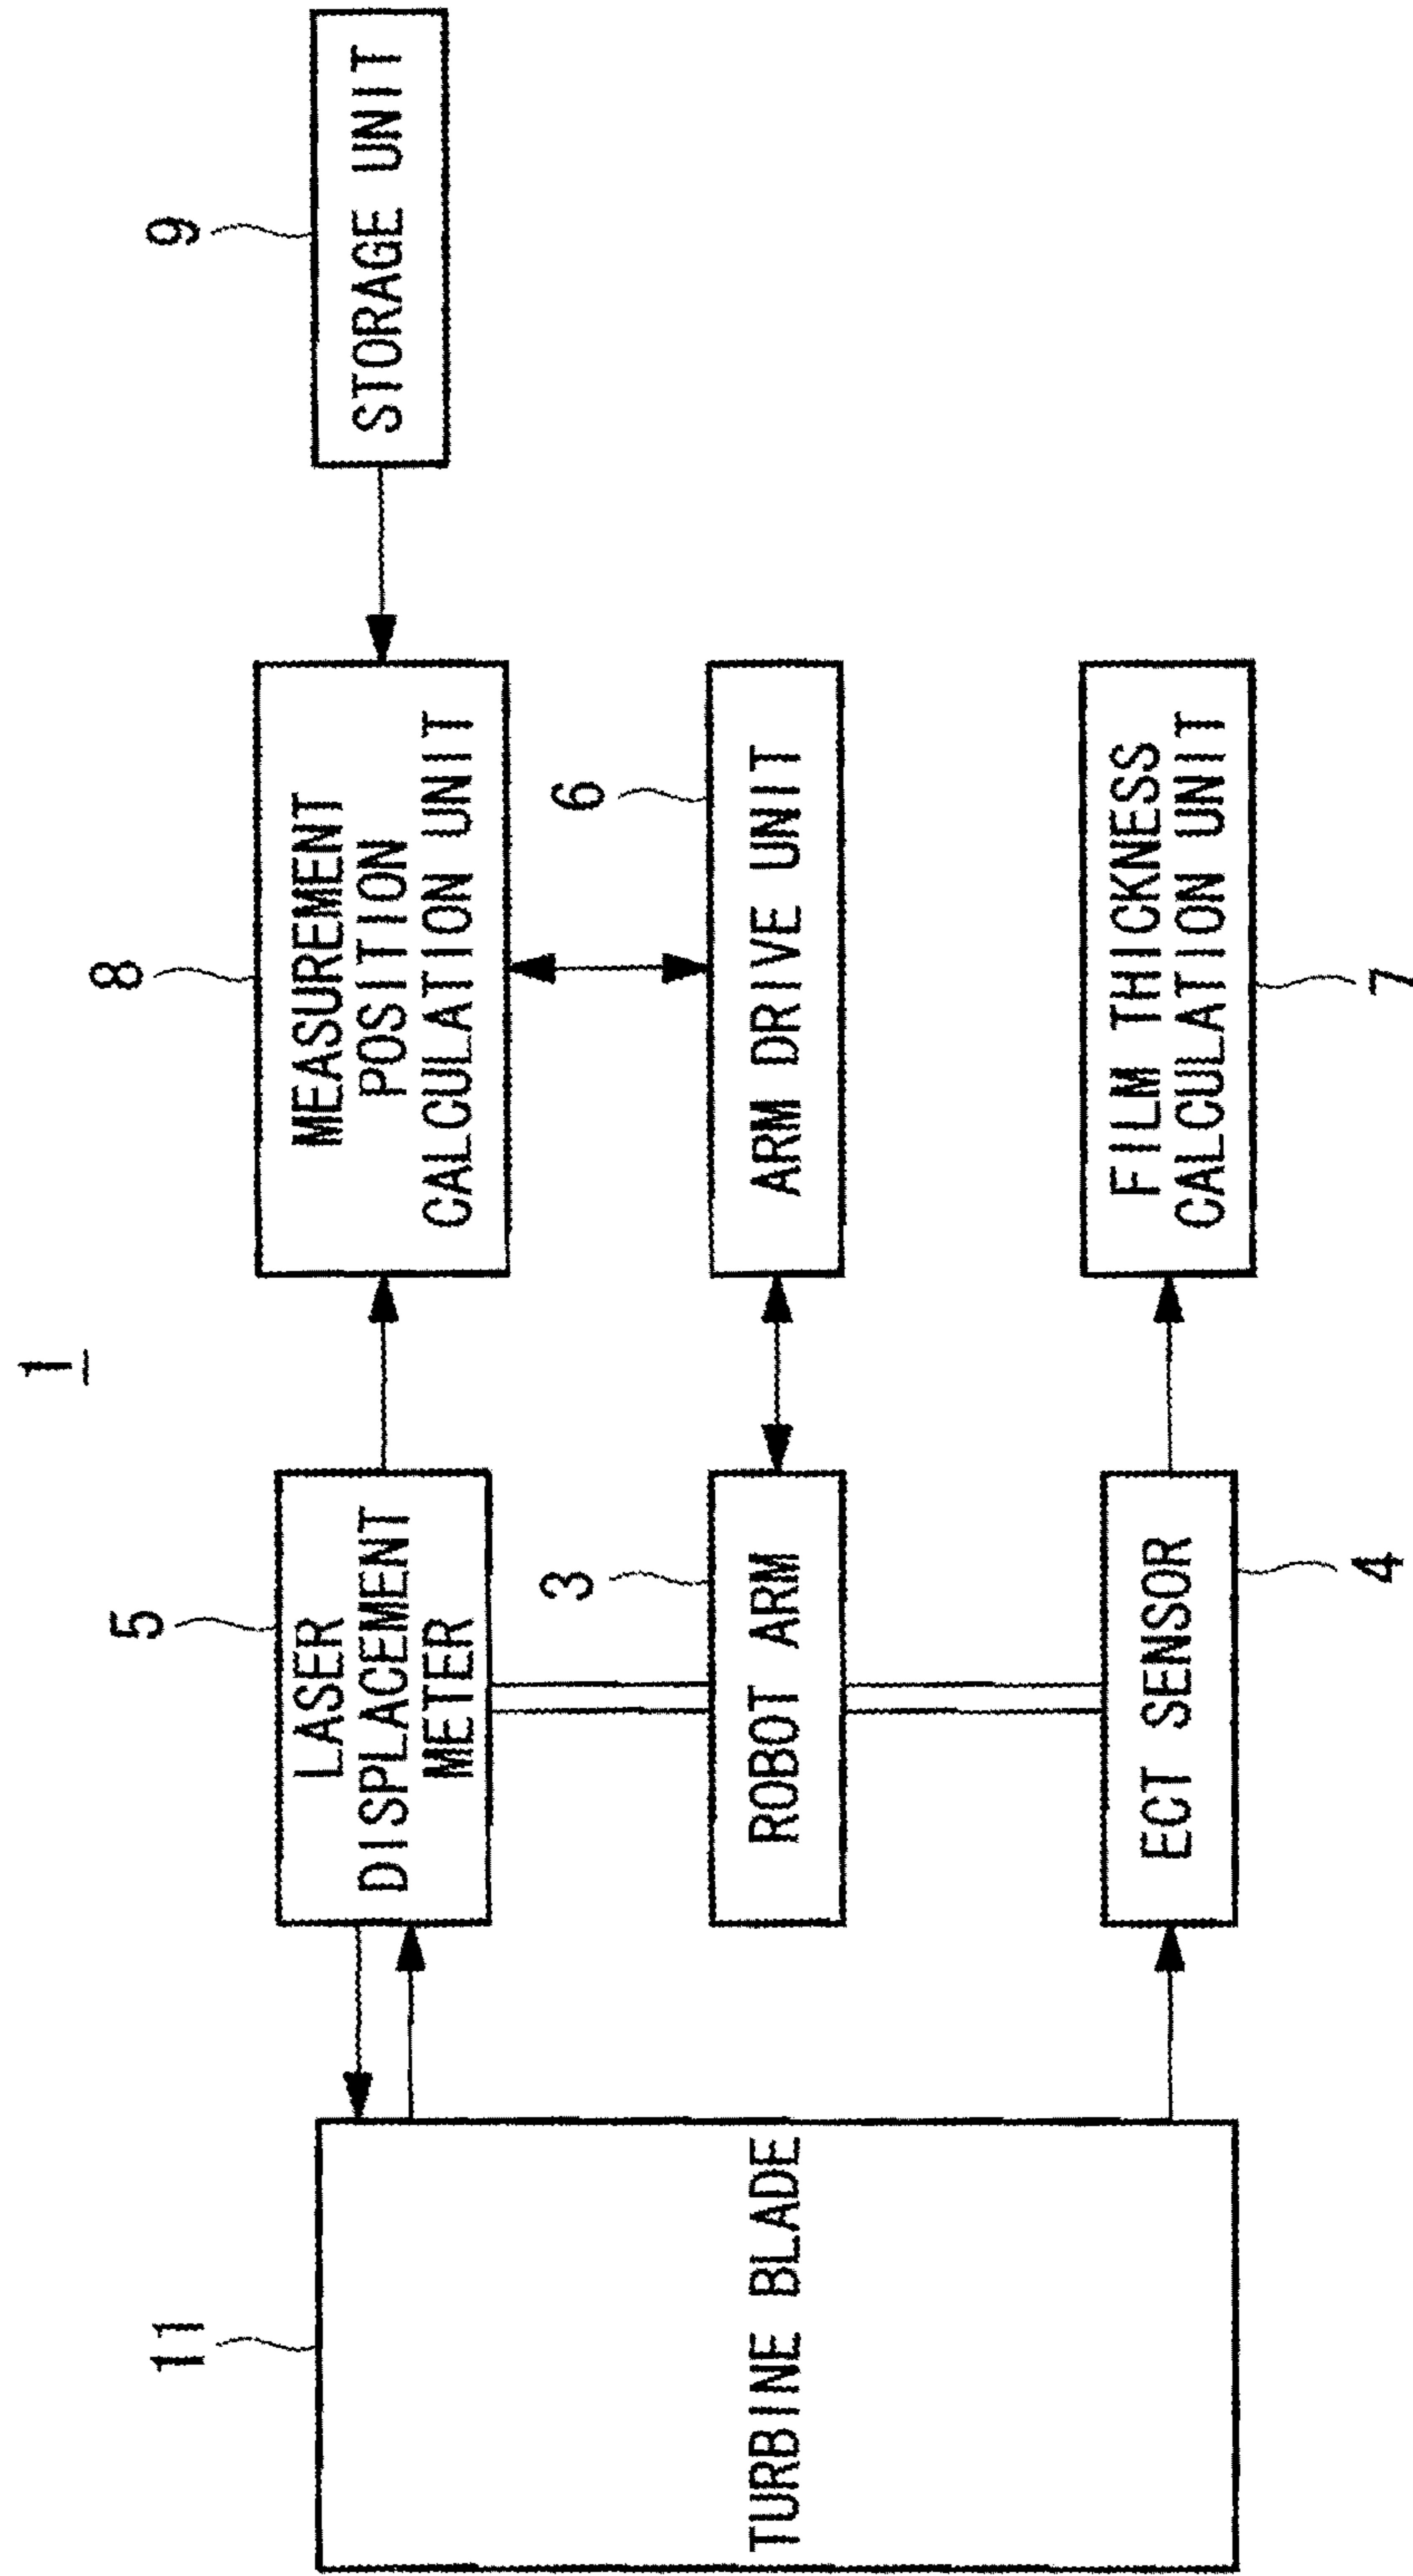 1
11
TURBINE BLADE
5
LASER
DISPLACEMENT
METER
3
ROBOT ARM
ECT SENSOR
4
8
MEASUREMENT
POSITION
CALCULATION UNIT
6
ARM DRIVE UNIT
FILM THICKNESS
CALCULATION UNIT
7
9
STORAGE UNIT